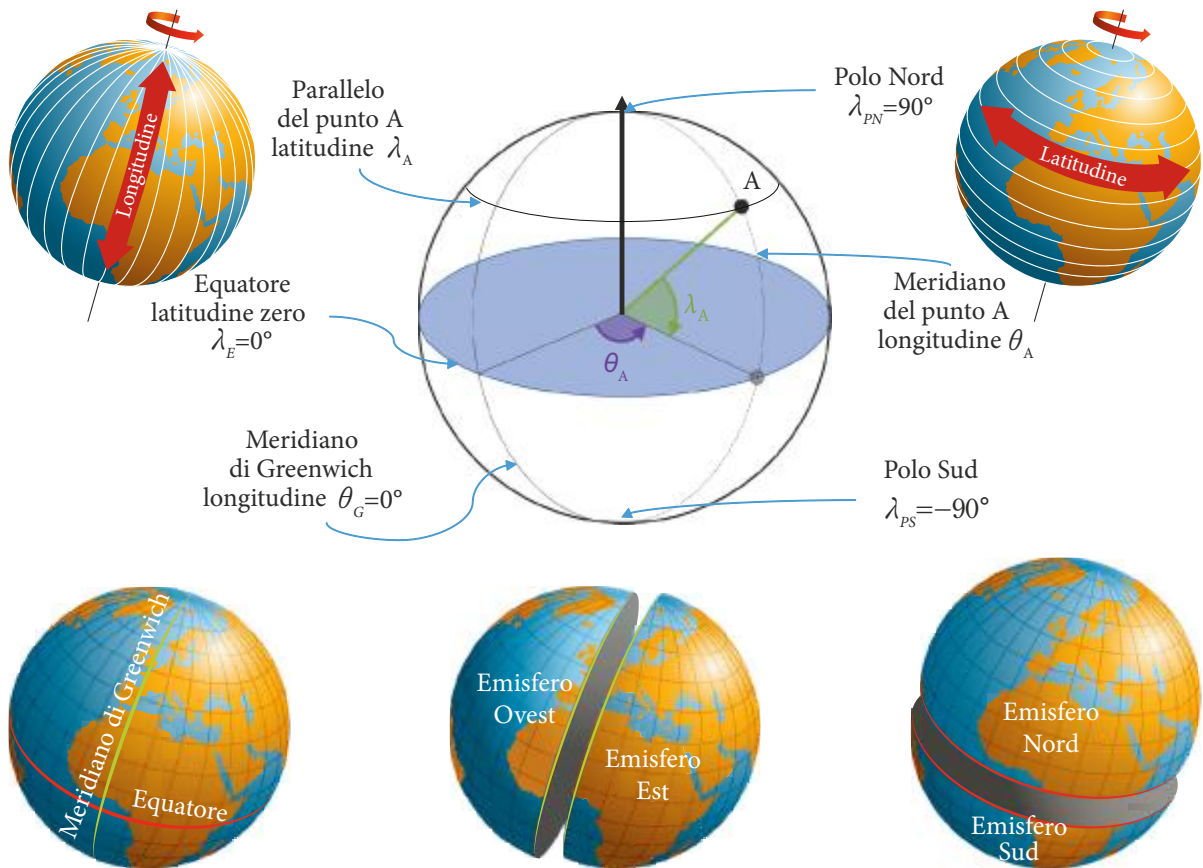 Longitudine
Parallelo
del punto A
latitudine λA
Polo Nord
λPN=90°
Latitudine
A
Equatore
latitudine zero
λE=0°
λA
θA
Meridiano
del punto A
longitudine θA
Meridiano
di Greenwich
longitudine θG=0°
Polo Sud
λPS=−90°
Meridiano di Greenwich
Equatore
Emisfero
Ovest
Emisfero
Est
Emisfero
Nord
Emisfero
Sud